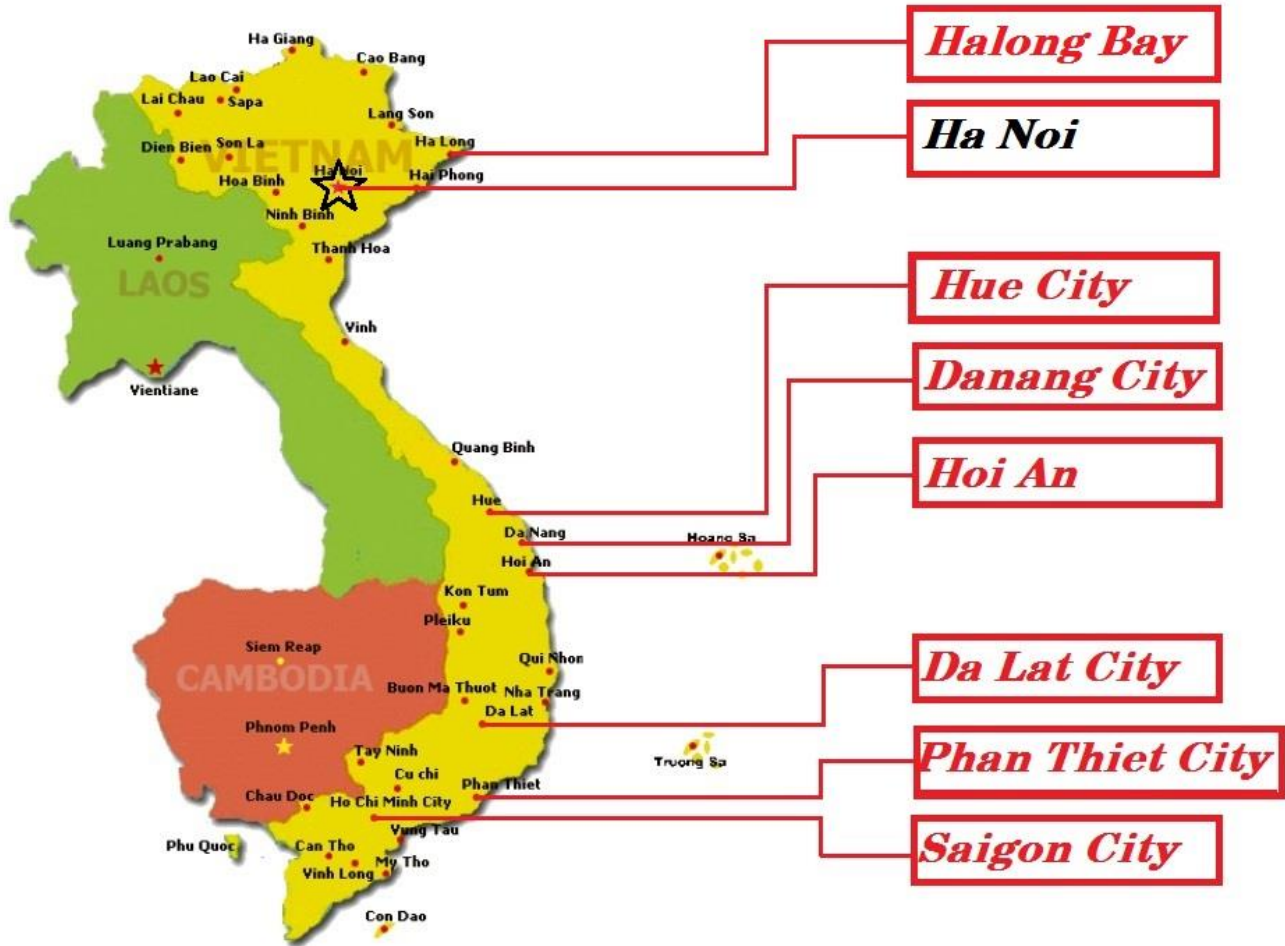 Ha Giang
Halong Bay
Cao Bang
Lao Cai
Lai Chau
Sapa
Lang Son
Ha Noi
Dien Bien
Son La
VIETNAM
Ha Long
Ha Noi
Hoa Binh
Hai Phong
Ninh Binh
Luang Prabang
Thanh Hoa
LAOS
Hue City
Vinh
Vientiane
Danang City
Quang Binh
Hoi An
Hue
Da Nang
Hoang Sa
Hoi An
Kon Tum
Pleiku
Siem Reap
CAMBODIA
Qui Nhon
Da Lat City
Buon Ma Thuot
Nha Trang
Da Lat
Phnom Penh
Tay Ninh
Truong Sa
Phan Thiet City
Cu chi
Phan Thiet
Chau Doc
Ho Chi Minh City
Vung Tau
Phu Quoc
Can Tho
Saigon City
My Tho
Vinh Long
Con Dao